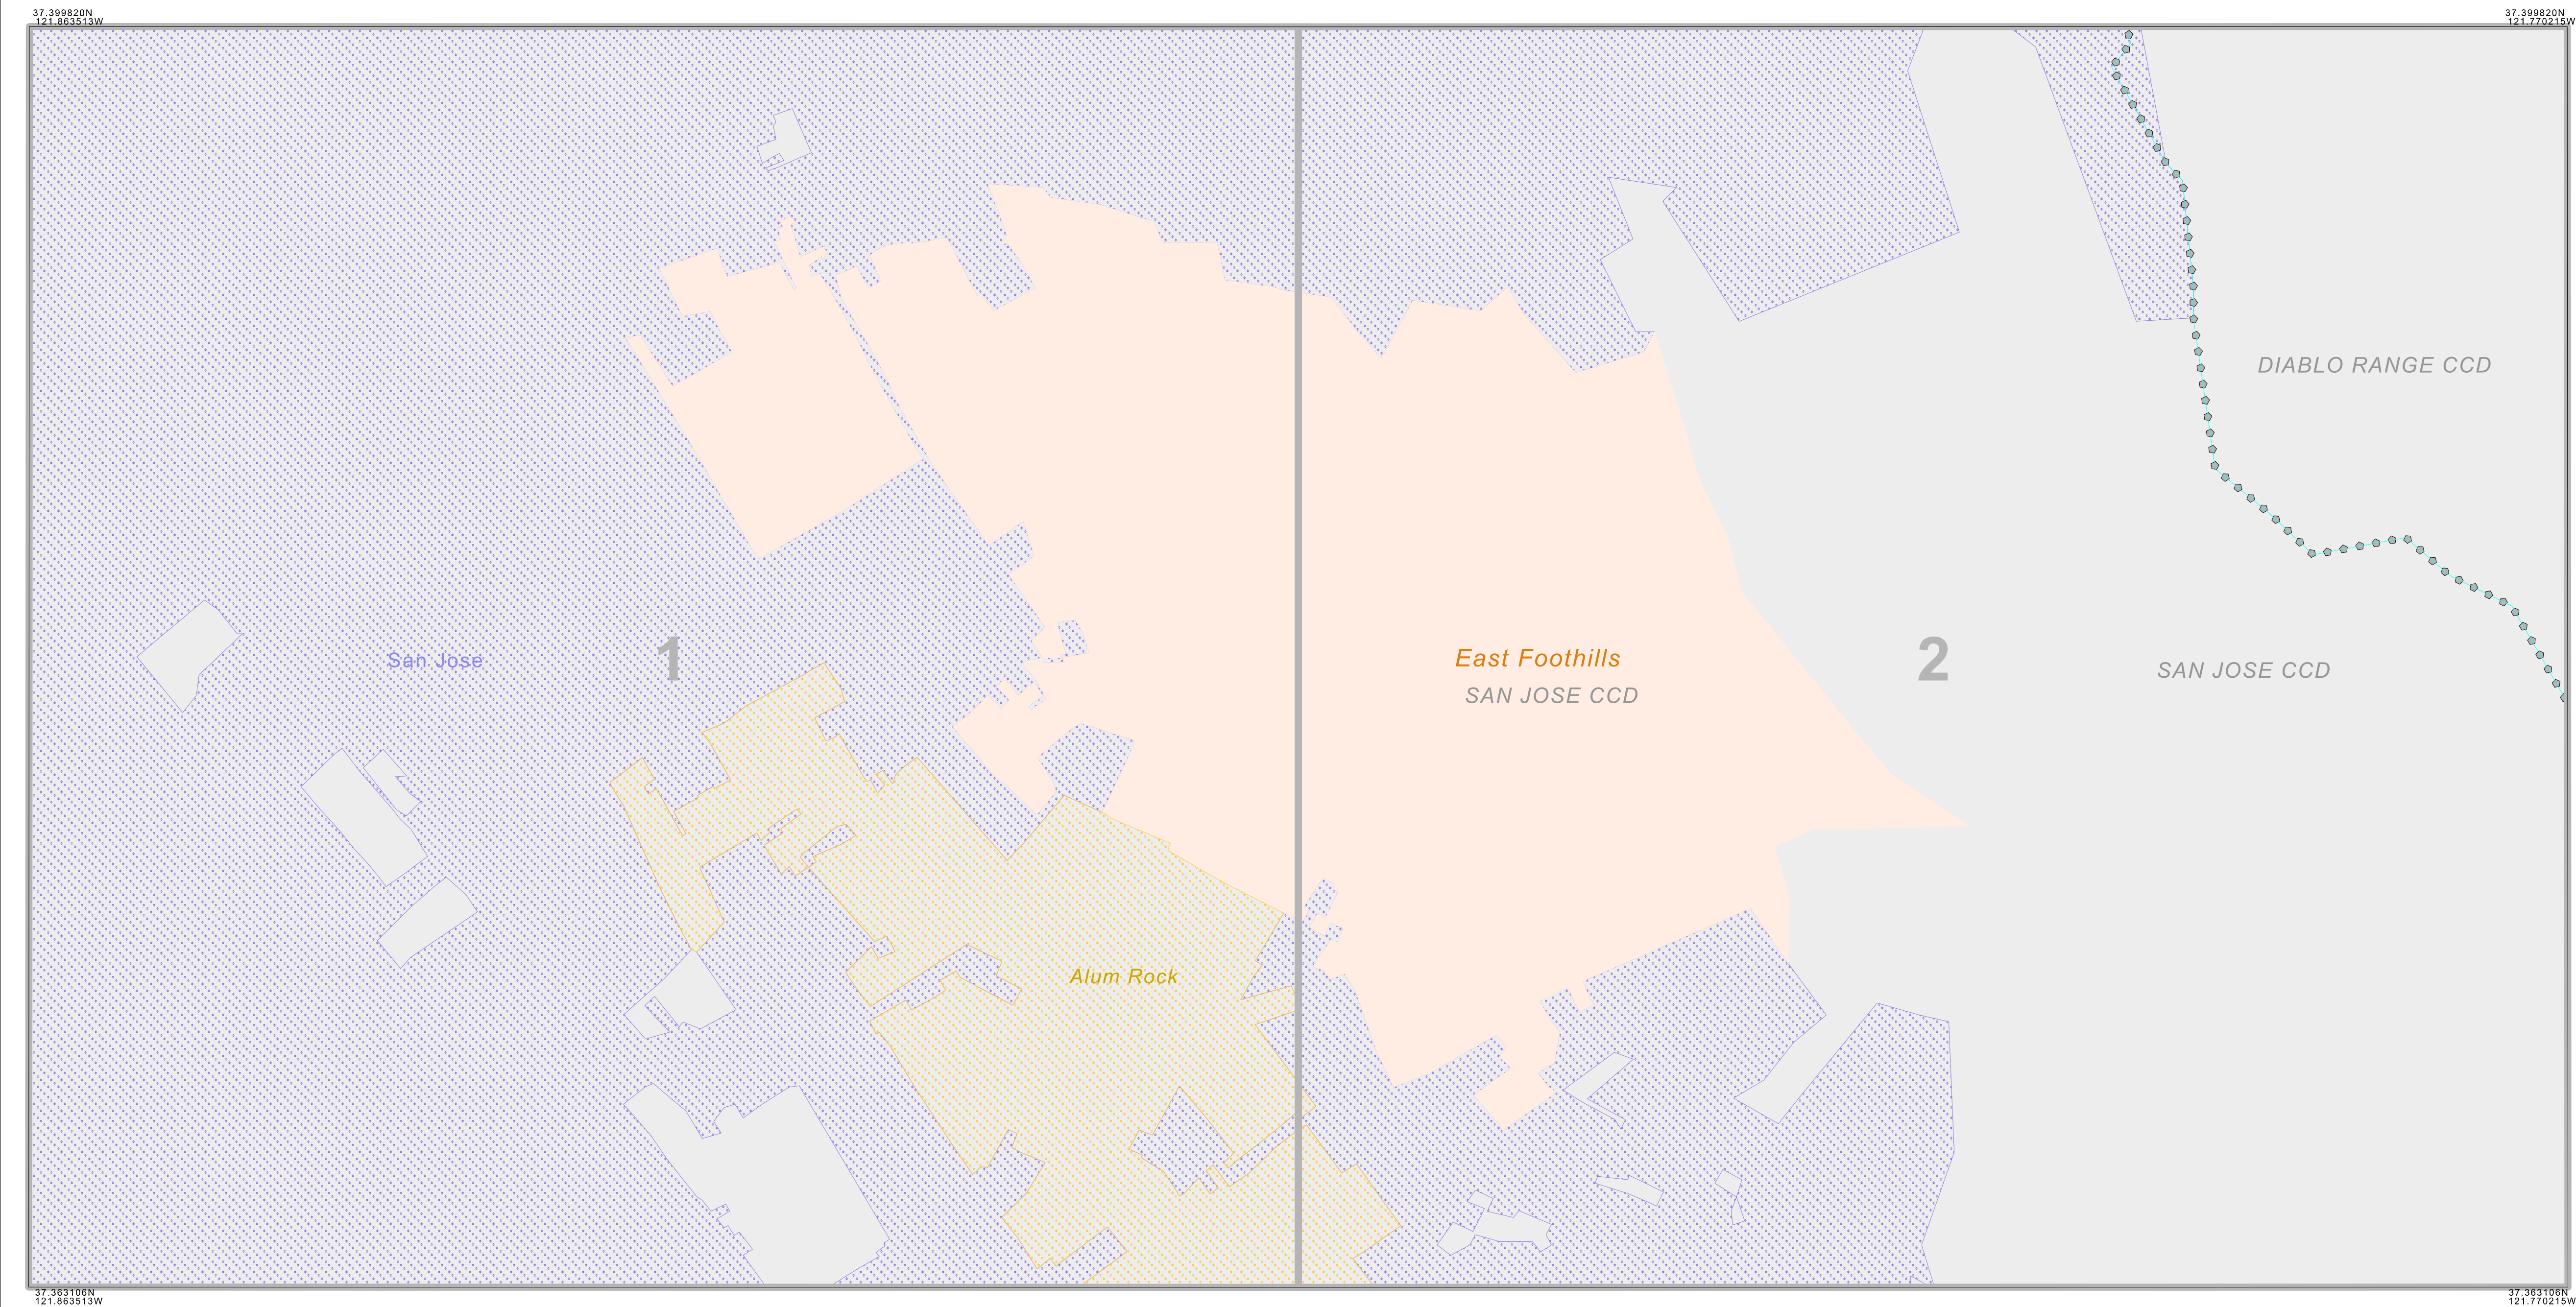 37.399820N
121.863513W
37.399820N
121.770215W
DIABLO RANGE CCD
San Jose
1
East Foothills
SAN JOSE CCD
2
SAN JOSE CCD
Alum Rock
37.363106N
121.863513W
37.363106N
121.770215W